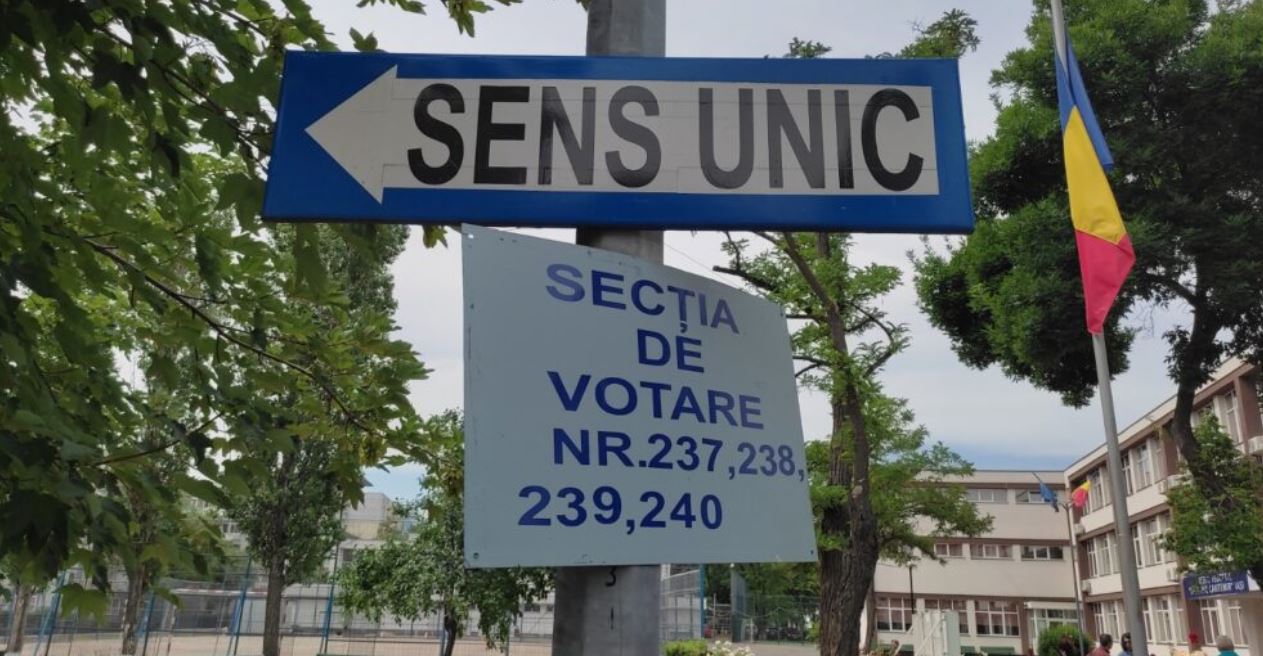 SENS UNIC
SECȚIA
DE
VOTARE
NR.237,238,
239,240